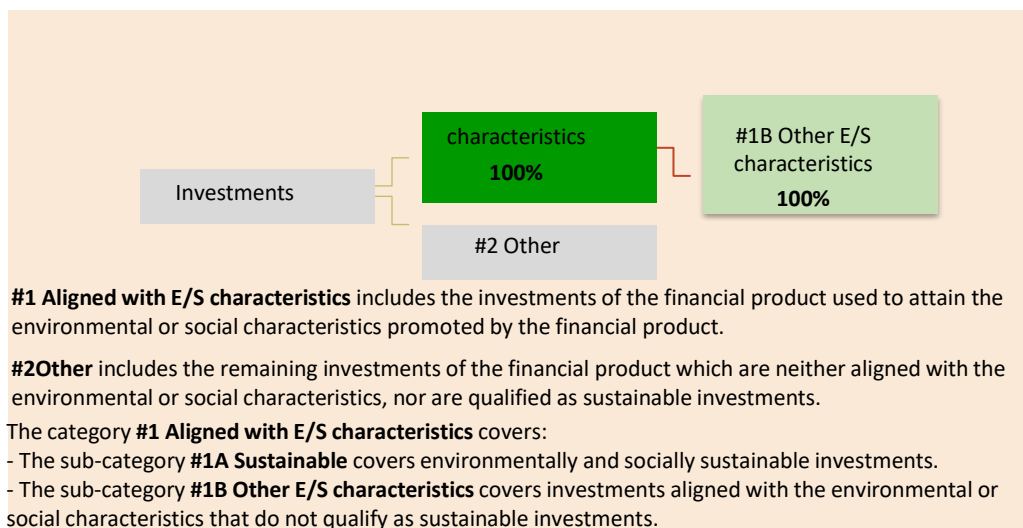 characteristics
100%
#1B Other E/S
characteristics
100%
Investments
#2 Other
#1 Aligned with E/S characteristics includes the investments of the financial product used to attain the
environmental or social characteristics promoted by the financial product.
#2Other includes the remaining investments of the financial product which are neither aligned with the
environmental or social characteristics, nor are qualified as sustainable investments.
The category #1 Aligned with E/S characteristics covers:
- The sub-category #1A Sustainable covers environmentally and socially sustainable investments.
- The sub-category #1B Other E/S characteristics covers investments aligned with the environmental or
social characteristics that do not qualify as sustainable investments.